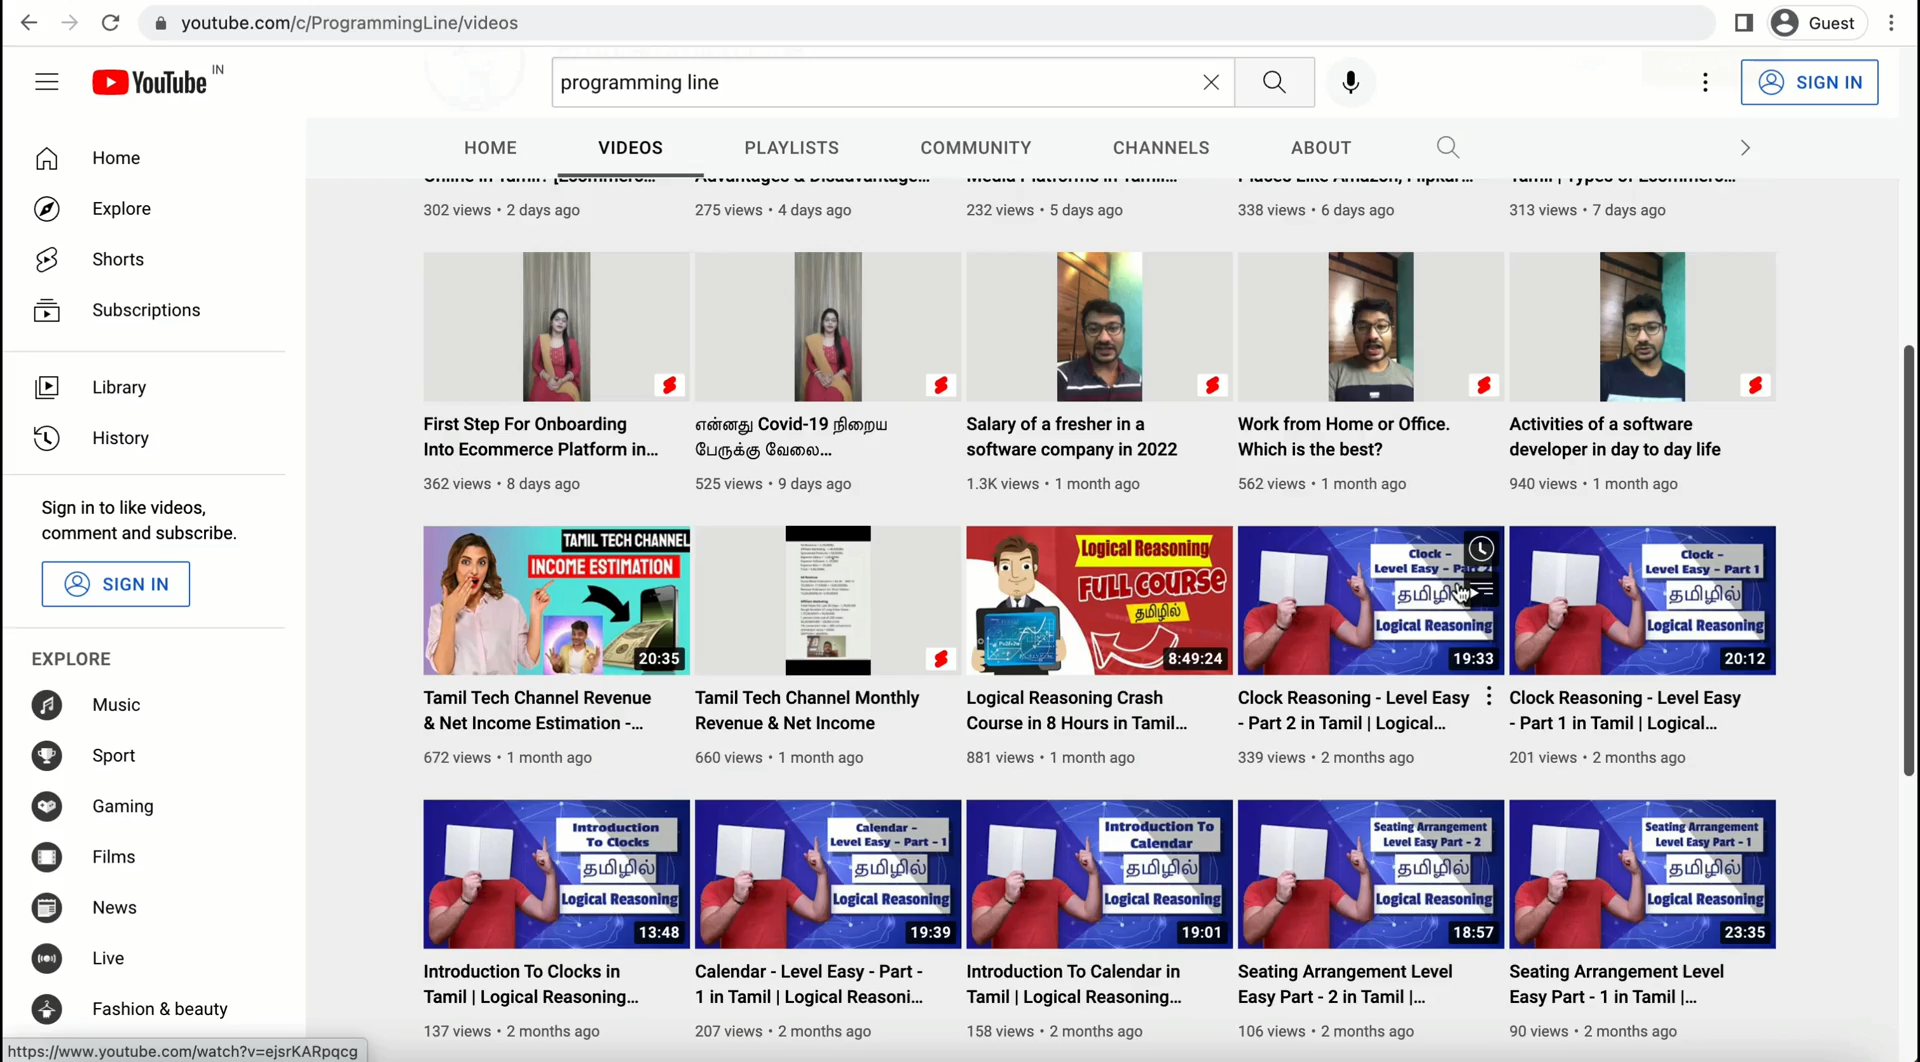 youtube.com/c/ProgrammingLine/videos
Guest
YouTube IN
programming line
SIGN IN
HOME VIDEOS PLAYLISTS COMMUNITY CHANNELS ABOUT
Home
Explore
Shorts
Subscriptions
Library
History
Sign in to like videos,
comment and subscribe.
SIGN IN
EXPLORE
Music
Sport
Gaming
Films
News
Live
Fashion & beauty
302 views • 2 days ago
275 views • 4 days ago
232 views • 5 days ago
338 views • 6 days ago
313 views • 7 days ago
First Step For Onboarding
Into Ecommerce Platform in...
362 views • 8 days ago
என்னது Covid-19 நிறைய
பேருக்கு வேலை...
525 views • 9 days ago
Salary of a fresher in a
software company in 2022
1.3K views • 1 month ago
Work from Home or Office.
Which is the best?
562 views • 1 month ago
Activities of a software
developer in day to day life
940 views • 1 month ago
TAMIL TECH CHANNEL
INCOME ESTIMATION
20:35
Tamil Tech Channel Revenue
& Net Income Estimation -...
672 views • 1 month ago
Tamil Tech Channel Monthly
Revenue & Net Income
660 views • 1 month ago
Logical Reasoning
FULL COURSE
தமிழில்
8:49:24
Logical Reasoning Crash
Course in 8 Hours in Tamil...
881 views • 1 month ago
Clock -
Level Easy - Part 2
Logical Reasoning
19:33
Clock Reasoning - Level Easy
- Part 2 in Tamil | Logical...
339 views • 2 months ago
Clock -
Level Easy - Part 1
தமிழில்
Logical Reasoning
20:12
Clock Reasoning - Level Easy
- Part 1 in Tamil | Logical...
201 views • 2 months ago
Introduction
To Clocks
தமிழில்
Logical Reasoning
13:48
Introduction To Clocks in
Tamil | Logical Reasoning...
137 views • 2 months ago
Calendar -
Level Easy - Part - 1
தமிழில்
Logical Reasoning
19:39
Calendar - Level Easy - Part -
1 in Tamil | Logical Reasoni...
207 views • 2 months ago
Introduction To
Calendar
தமிழில்
Logical Reasoning
19:01
Introduction To Calendar in
Tamil | Logical Reasoning...
158 views • 2 months ago
Seating Arrangement
Level Easy Part - 2
தமிழில்
Logical Reasoning
18:57
Seating Arrangement Level
Easy Part - 2 in Tamil |...
106 views • 2 months ago
Seating Arrangement
Level Easy Part - 1
தமிழில்
Logical Reasoning
23:35
Seating Arrangement Level
Easy Part - 1 in Tamil |...
90 views • 2 months ago
https://www.youtube.com/watch?v=ejsrKARpqcg